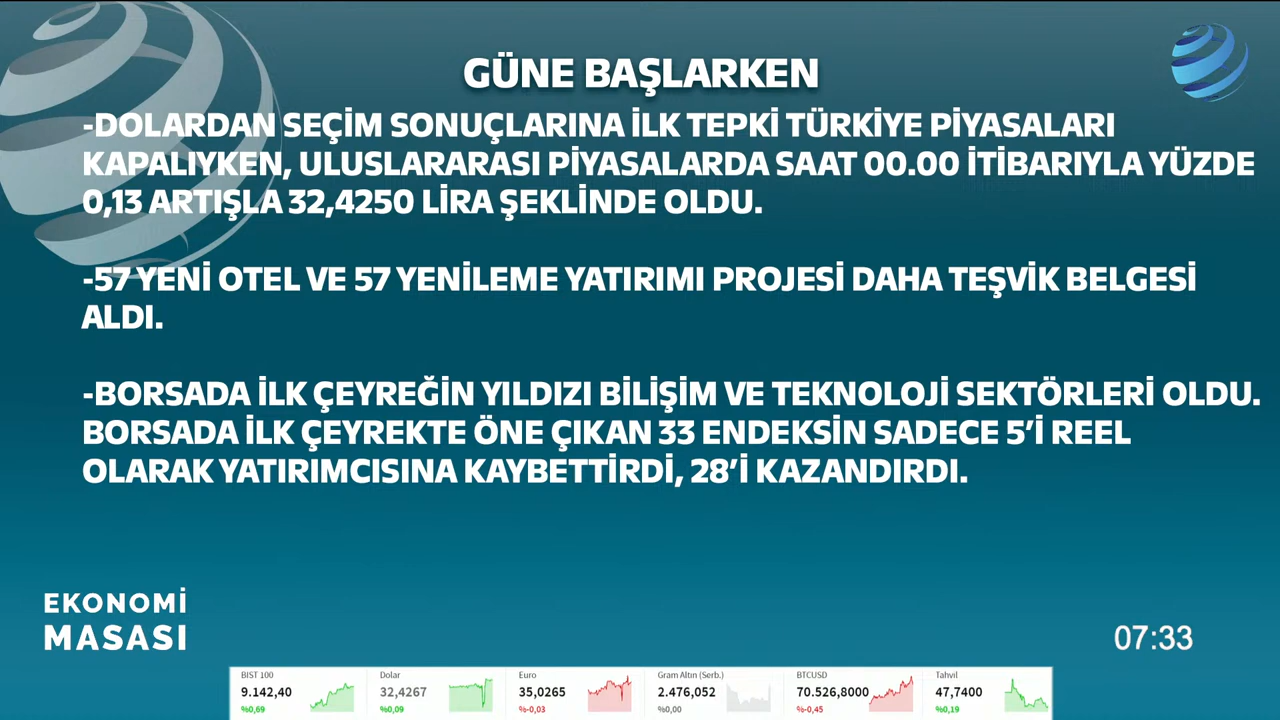 GÜNE BAŞLARKEN
-DOLARDAN SEÇİM SONUÇLARINA İLK TEPKİ TÜRKİYE PİYASALARI
KAPALIYKEN, ULUSLARARASI PİYASALARDA SAAT 00.00 İTİBARIYLA YÜZDE
0,13 ARTIŞLA 32,4250 LİRA ŞEKLİNDE OLDU.
-57 YENİ OTEL VE 57 YENİLEME YATIRIMI PROJESİ DAHA TEŞVİK BELGESİ
ALDI.
-BORSADA İLK ÇEYREĞİN YILDIZI BİLİŞİM VE TEKNOLOJİ SEKTÖRLERİ OLDU.
BORSADA İLK ÇEYREKTE ÖNE ÇIKAN 33 ENDEKSİN SADECE 5'İ REEL
OLARAK YATIRIMCISINA KAYBETTİRDİ, 28'İ KAZANDIRDI.
EKONOMİ
MASASI
07:33
BIST 100 Dolar Euro Gram Altın (Serb.) BTCUSD Tahvil
9.142,40 32,4267 35,0265 2.476,052 70.526,8000 47,7400
%0,69 %0,09 %-0,03 %0,00 %-0,45 %0,19